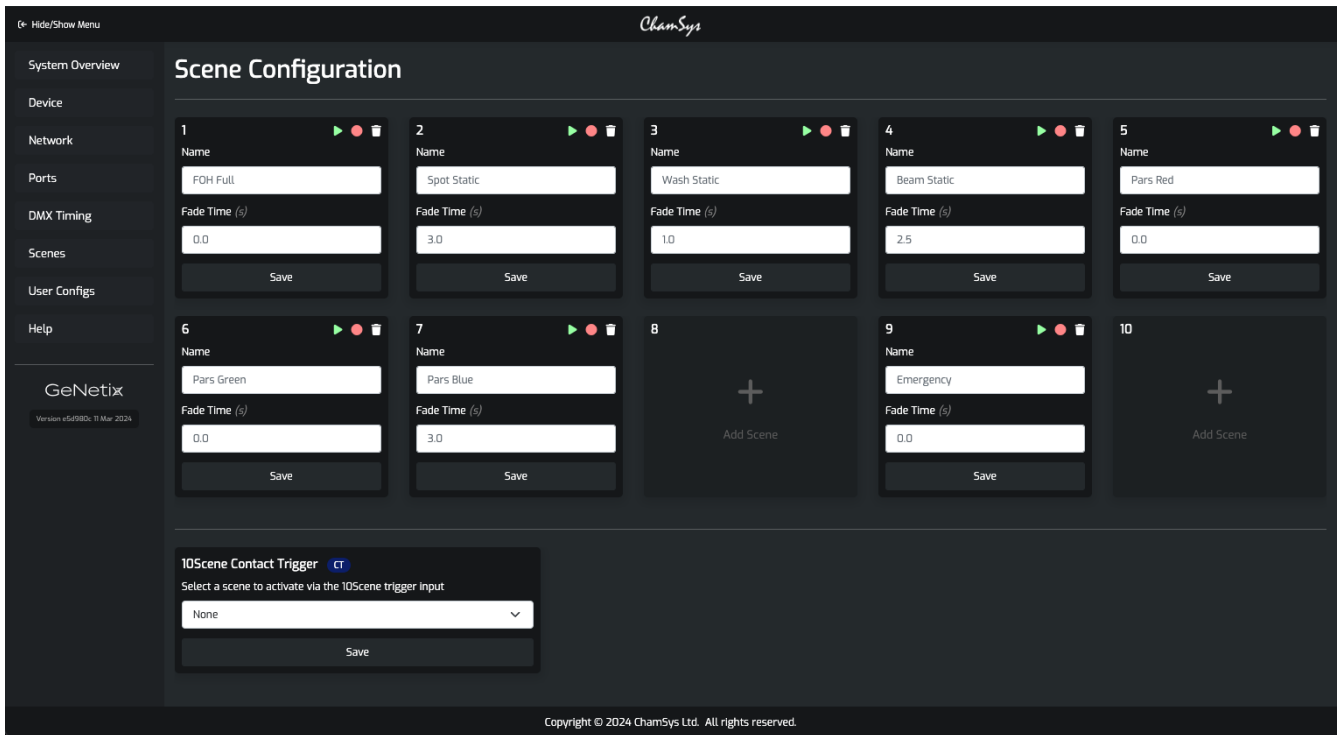 Hide/Show Menu
ChamSys
System Overview
Device
Network
Ports
DMX Timing
Scenes
User Configs
Help
GeNetix
Version e5d980c 11 Mar 2024
Scene Configuration
1
Name
FOH Full
Fade Time (s)
0.0
Save
2
Name
Spot Static
Fade Time (s)
3.0
Save
3
Name
Wash Static
Fade Time (s)
1.0
Save
4
Name
Beam Static
Fade Time (s)
2.5
Save
5
Name
Pars Red
Fade Time (s)
0.0
Save
6
Name
Pars Green
Fade Time (s)
0.0
Save
7
Name
Pars Blue
Fade Time (s)
3.0
Save
8
Add Scene
9
Name
Emergency
Fade Time (s)
0.0
Save
10
Add Scene
10Scene Contact Trigger CT
Select a scene to activate via the 10Scene trigger input
None
Save
Copyright © 2024 ChamSys Ltd. All rights reserved.